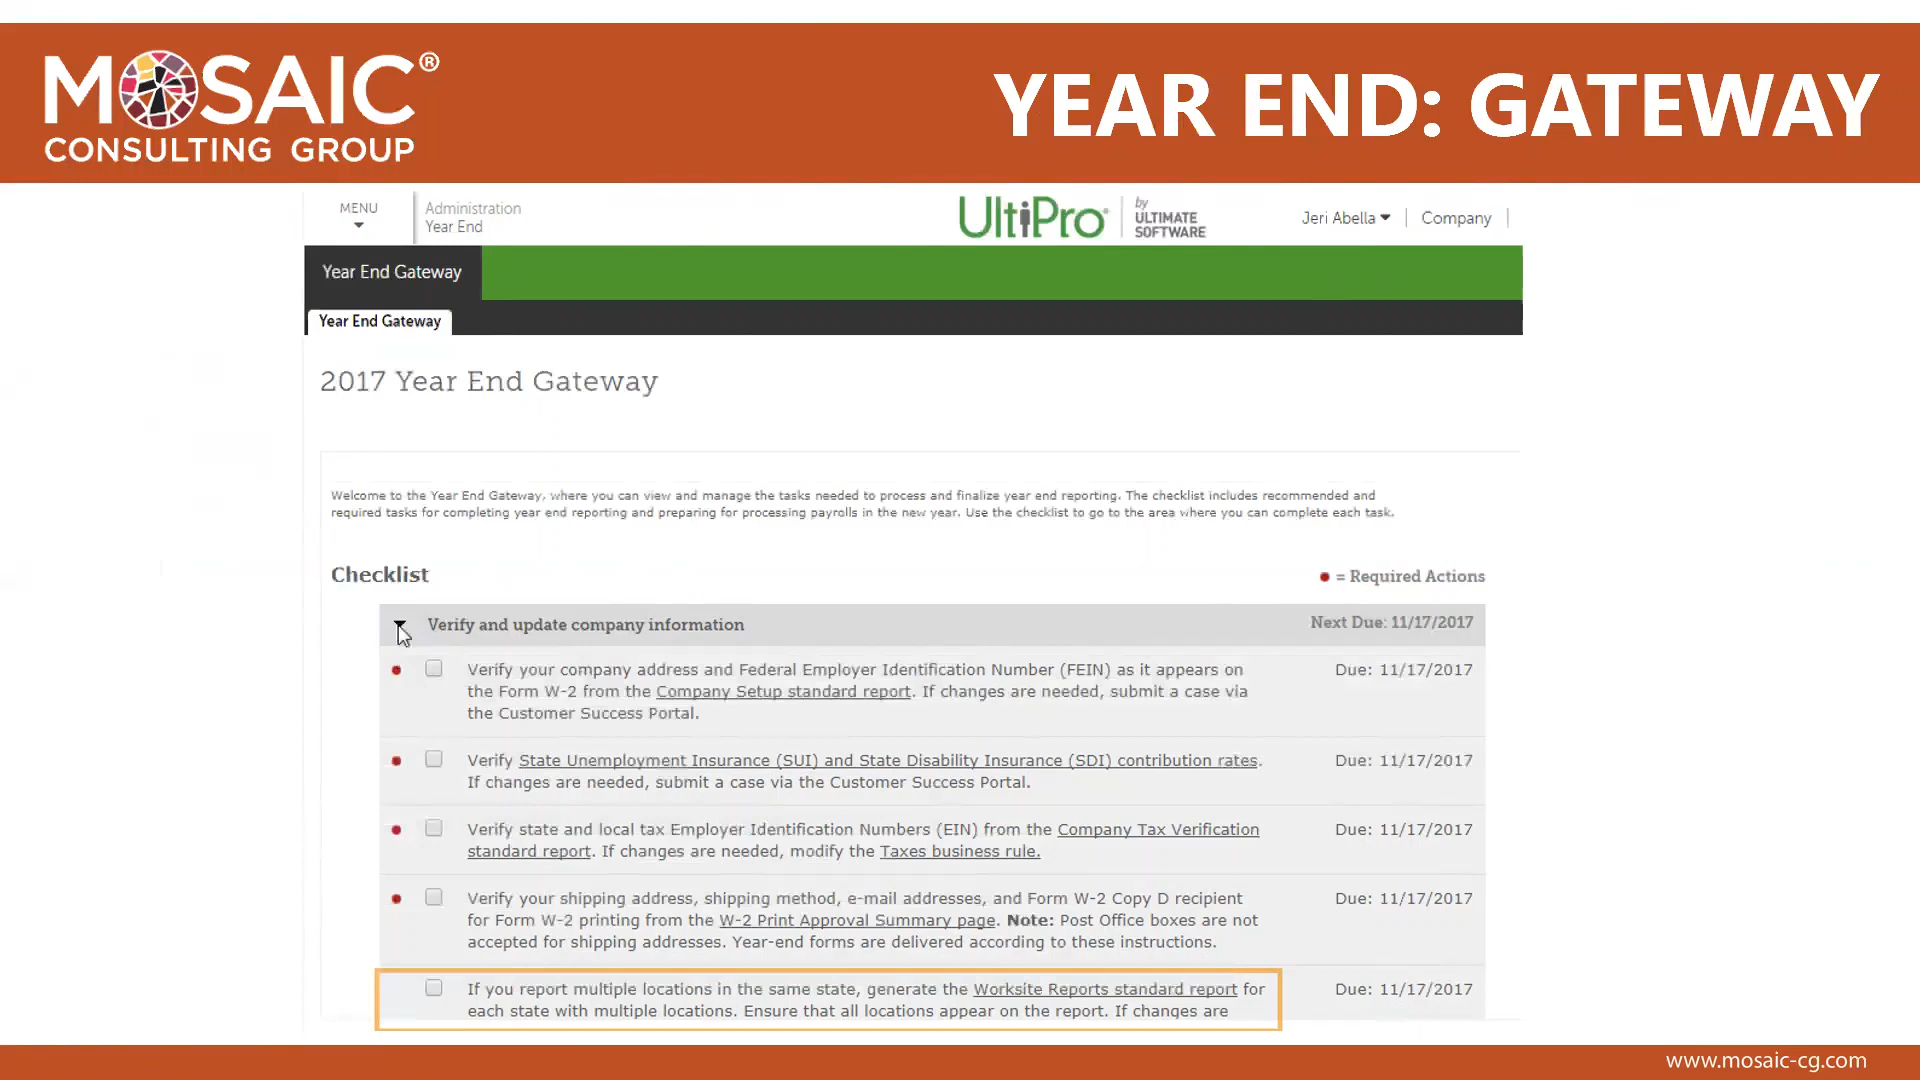 MOSAIC®
CONSULTING GROUP
YEAR END: GATEWAY
MENU
Administration
Year End
UltiPro®
by
ULTIMATE
SOFTWARE
Jeri Abella
Company
Year End Gateway
Year End Gateway
2017 Year End Gateway
Welcome to the Year End Gateway, where you can view and manage the tasks needed to process and finalize year end reporting. The checklist includes recommended and
required tasks for completing year end reporting and preparing for processing payrolls in the new year. Use the checklist to go to the area where you can complete each task.
Checklist
= Required Actions
Verify and update company information
Next Due: 11/17/2017
Verify your company address and Federal Employer Identification Number (FEIN) as it appears on
the Form W-2 from the Company Setup standard report. If changes are needed, submit a case via
the Customer Success Portal.
Due: 11/17/2017
Verify State Unemployment Insurance (SUI) and State Disability Insurance (SDI) contribution rates.
If changes are needed, submit a case via the Customer Success Portal.
Due: 11/17/2017
Verify state and local tax Employer Identification Numbers (EIN) from the Company Tax Verification
standard report. If changes are needed, modify the Taxes business rule.
Due: 11/17/2017
Verify your shipping address, shipping method, e-mail addresses, and Form W-2 Copy D recipient
for Form W-2 printing from the W-2 Print Approval Summary page. Note: Post Office boxes are not
accepted for shipping addresses. Year-end forms are delivered according to these instructions.
Due: 11/17/2017
If you report multiple locations in the same state, generate the Worksite Reports standard report for
each state with multiple locations. Ensure that all locations appear on the report. If changes are
Due: 11/17/2017
www.mosaic-cg.com